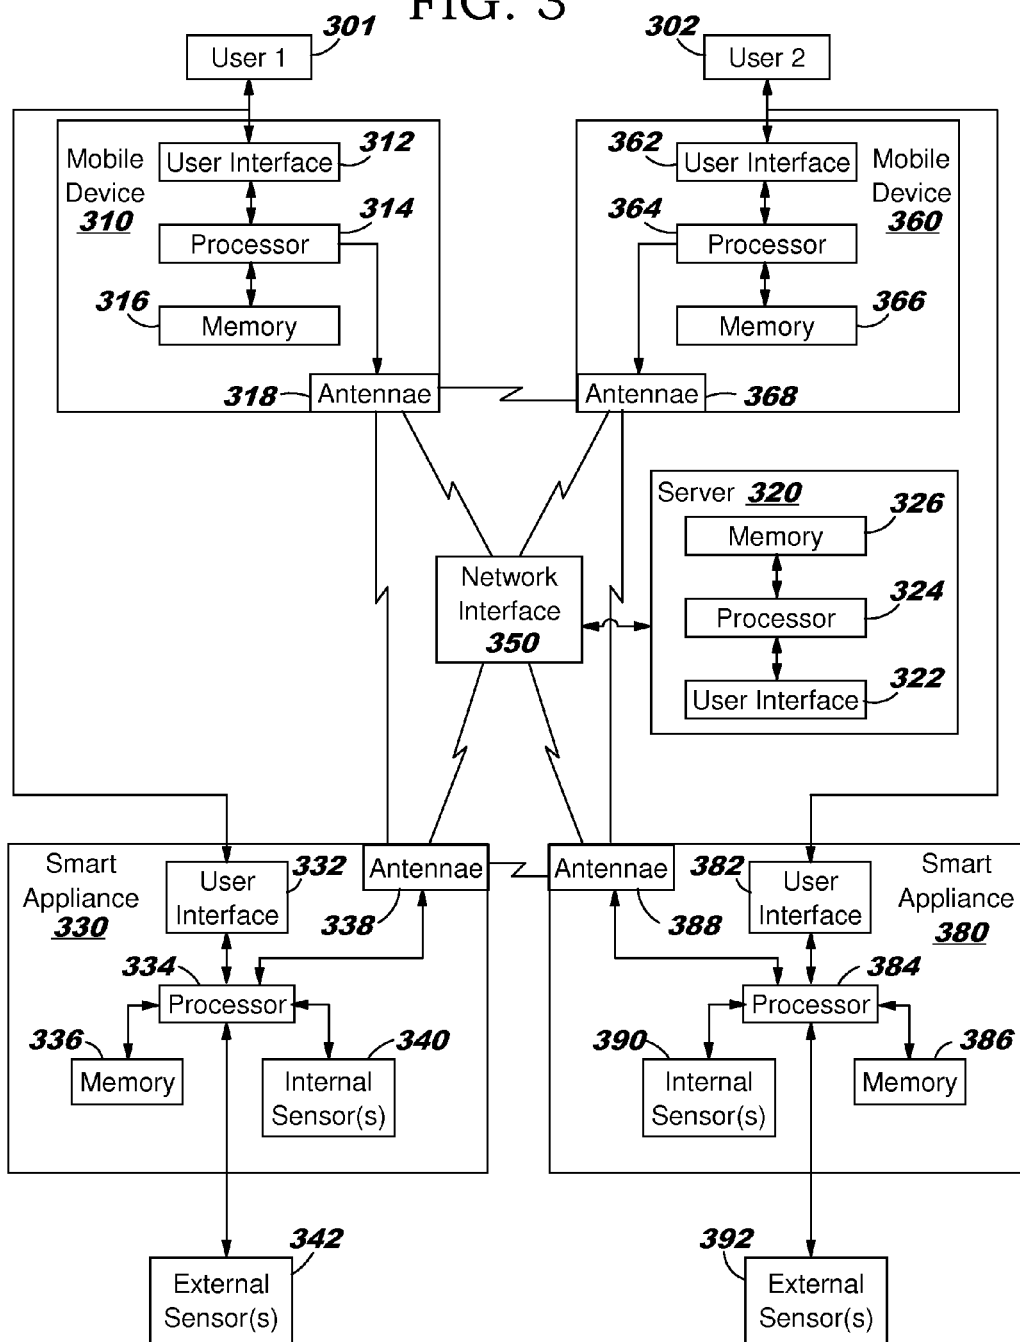 FIG. 3
301
302
User 1
User 2
Mobile
Device
310
User Interface
312
Processor
314
316
Memory
318
Antennae
362
User Interface
Mobile
Device
360
364
Processor
Memory
366
Antennae
368
Server 320
326
Memory
324
Processor
322
User Interface
Network
Interface
350
Smart
Appliance
330
User
Interface
332
Antennae
338
334
Processor
336
Memory
340
Internal
Sensor(s)
Antennae
388
382
User
Interface
Smart
Appliance
380
Processor
384
390
Internal
Sensor(s)
386
Memory
342
External
Sensor(s)
392
External
Sensor(s)